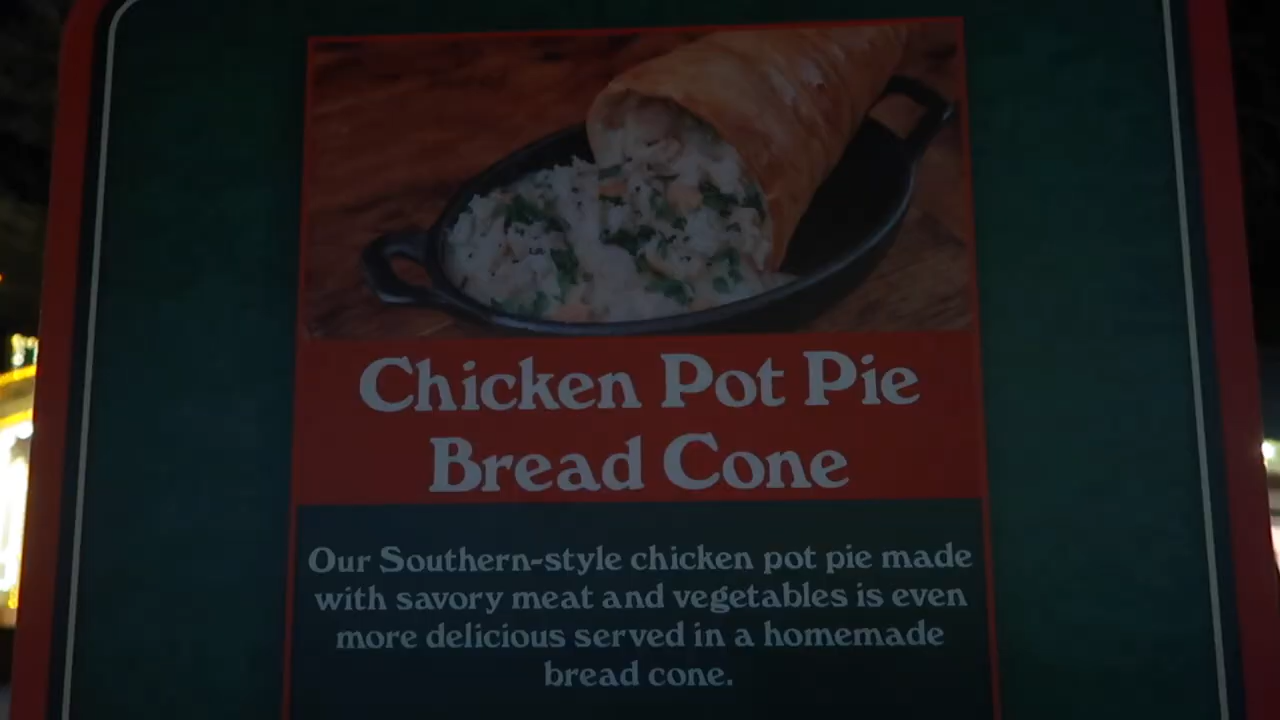 Chicken Pot Pie
Bread Cone
Our Southern-style chicken pot pie made
with savory meat and vegetables is even
more delicious served in a homemade
bread cone.